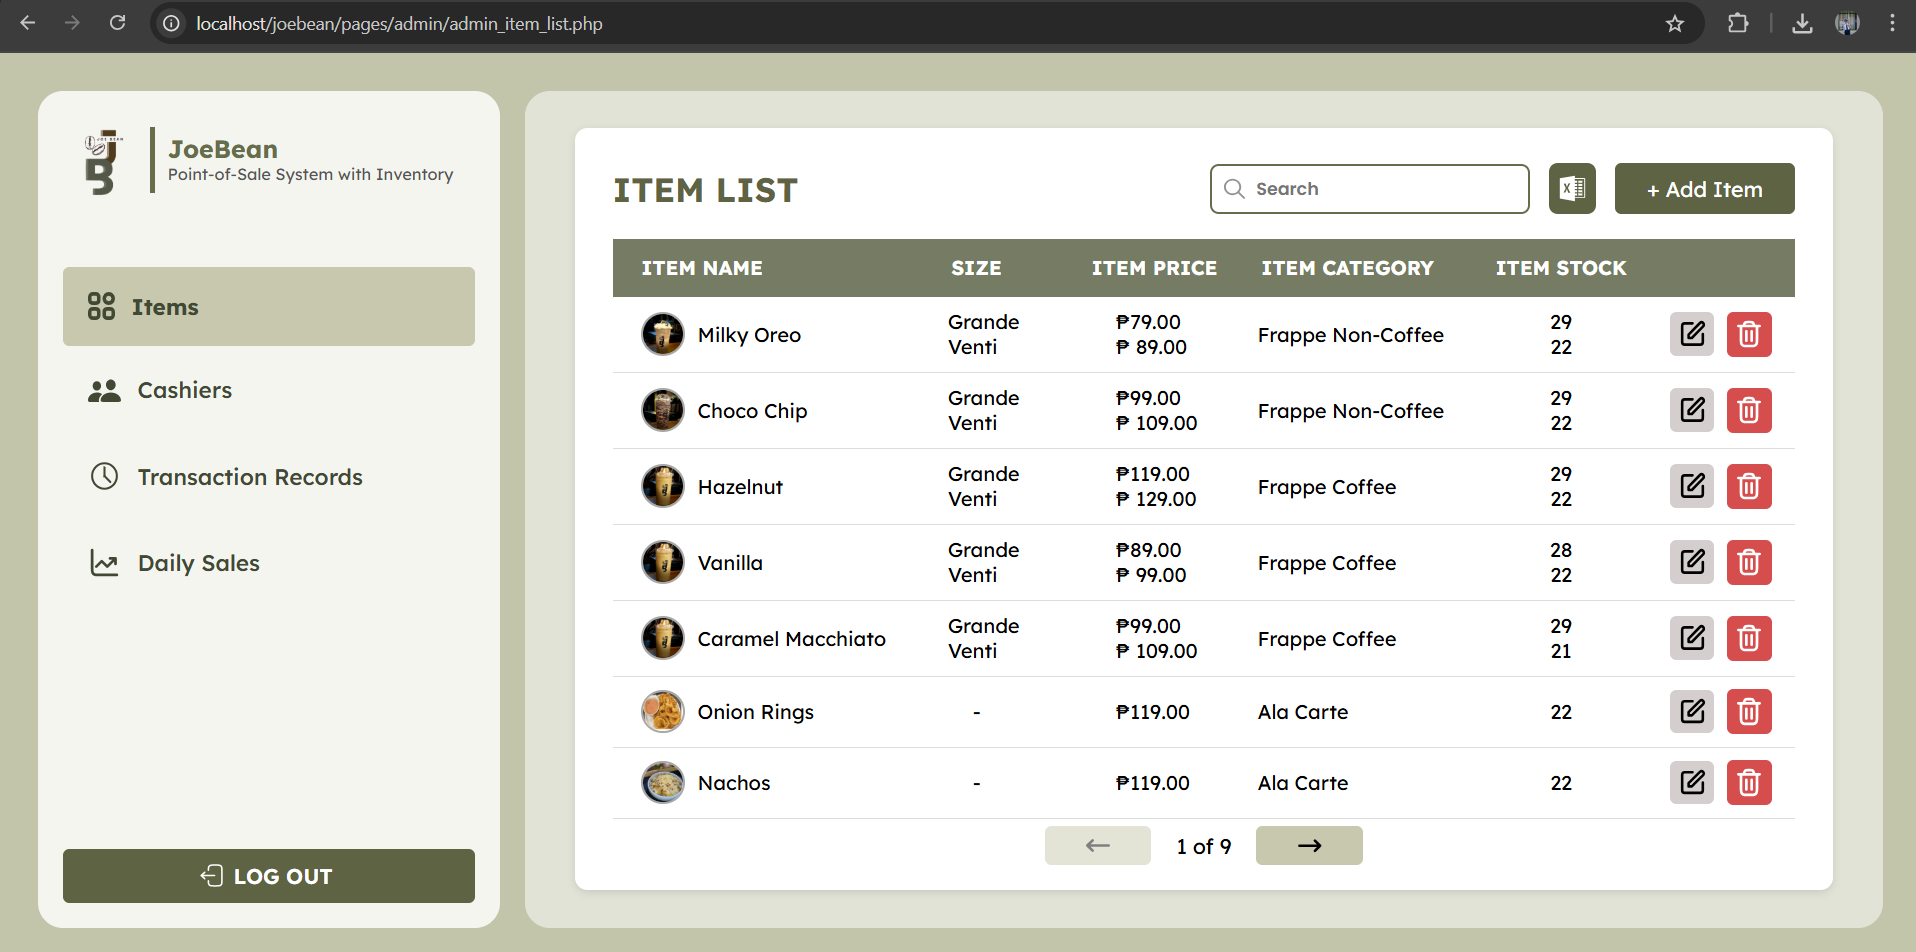 localhost/joebean/pages/admin/admin_item_list.php
JoeBean
Point-of-Sale System with Inventory
Items
Cashiers
Transaction Records
Daily Sales
LOG OUT
ITEM LIST
Search
+ Add Item
ITEM NAME SIZE ITEM PRICE ITEM CATEGORY ITEM STOCK
Milky Oreo Grande ₱79.00 Frappe Non-Coffee 29
Venti ₱ 89.00 22
Choco Chip Grande ₱99.00 Frappe Non-Coffee 29
Venti ₱ 109.00 22
Hazelnut Grande ₱119.00 Frappe Coffee 29
Venti ₱ 129.00 22
Vanilla Grande ₱89.00 Frappe Coffee 28
Venti ₱ 99.00 22
Caramel Macchiato Grande ₱99.00 Frappe Coffee 29
Venti ₱ 109.00 21
Onion Rings - ₱119.00 Ala Carte 22
Nachos - ₱119.00 Ala Carte 22
1 of 9